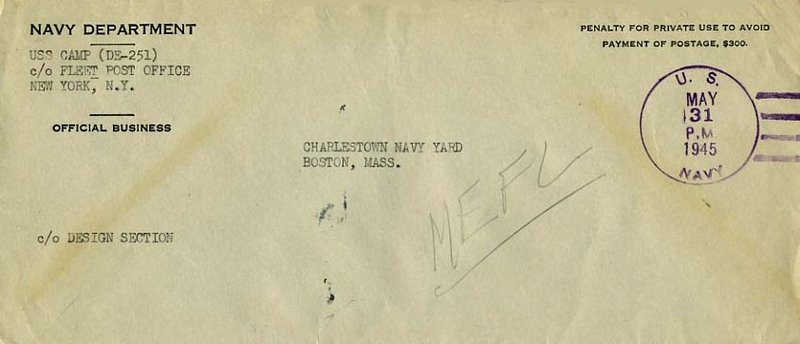 NAVY DEPARTMENT
USS CAMP (DE-251)
c/o FLEET POST OFFICE
NEW YORK, N.Y.
OFFICIAL BUSINESS
PENALTY FOR PRIVATE USE TO AVOID
PAYMENT OF POSTAGE, $300.
U. S.
MAY
31
P.M
1945
NAVY
CHARLESTOWN NAVY YARD
BOSTON, MASS.
MEFL
c/o DESIGN SECTION